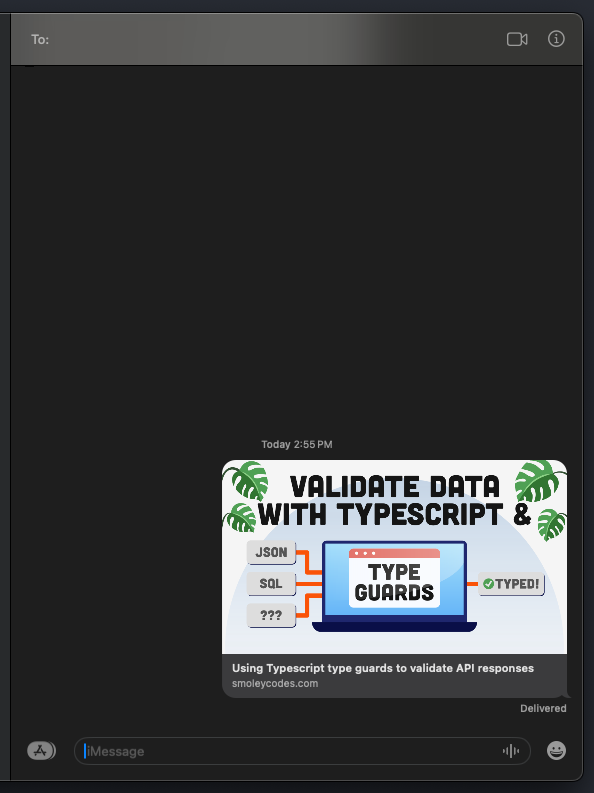 To:
Today 2:55 PM
VALIDATE DATA
WITH TYPESCRIPT &
JSON
SQL
???
TYPE
GUARDS
TYPED!
Using Typescript type guards to validate API responses
smoleycodes.com
Delivered
iMessage